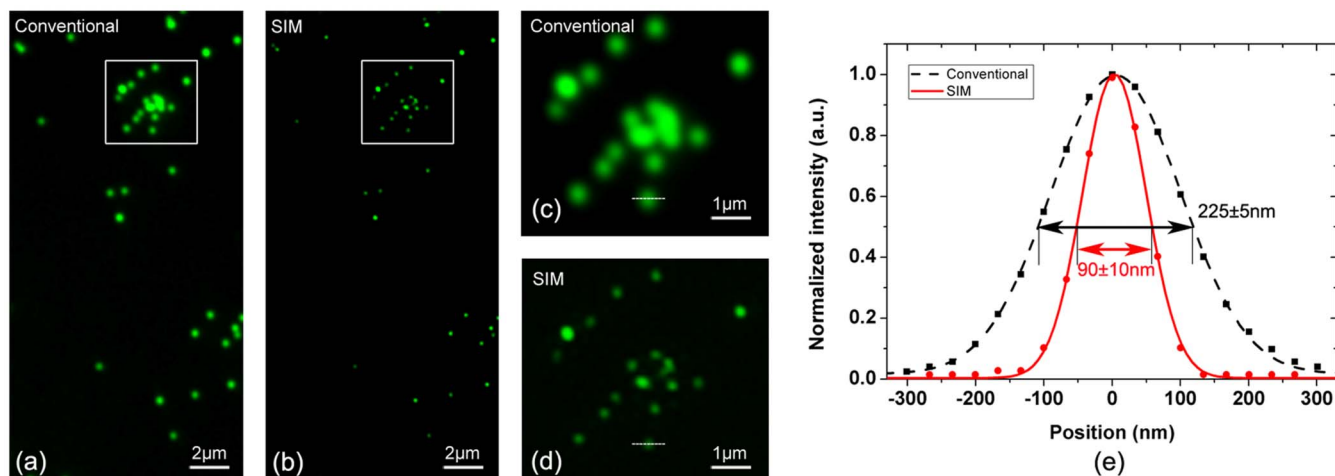 Conventional
(a)
2μm
SIM
(b)
2μm
Conventional
(c)
1μm
SIM
(d)
1μm
Normalized intensity (a.u.)
1.0
0.8
0.6
0.4
0.2
0.0
Conventional
SIM
225±5nm
90±10nm
-300 -200 -100 0 100 200 300
Position (nm)
(e)